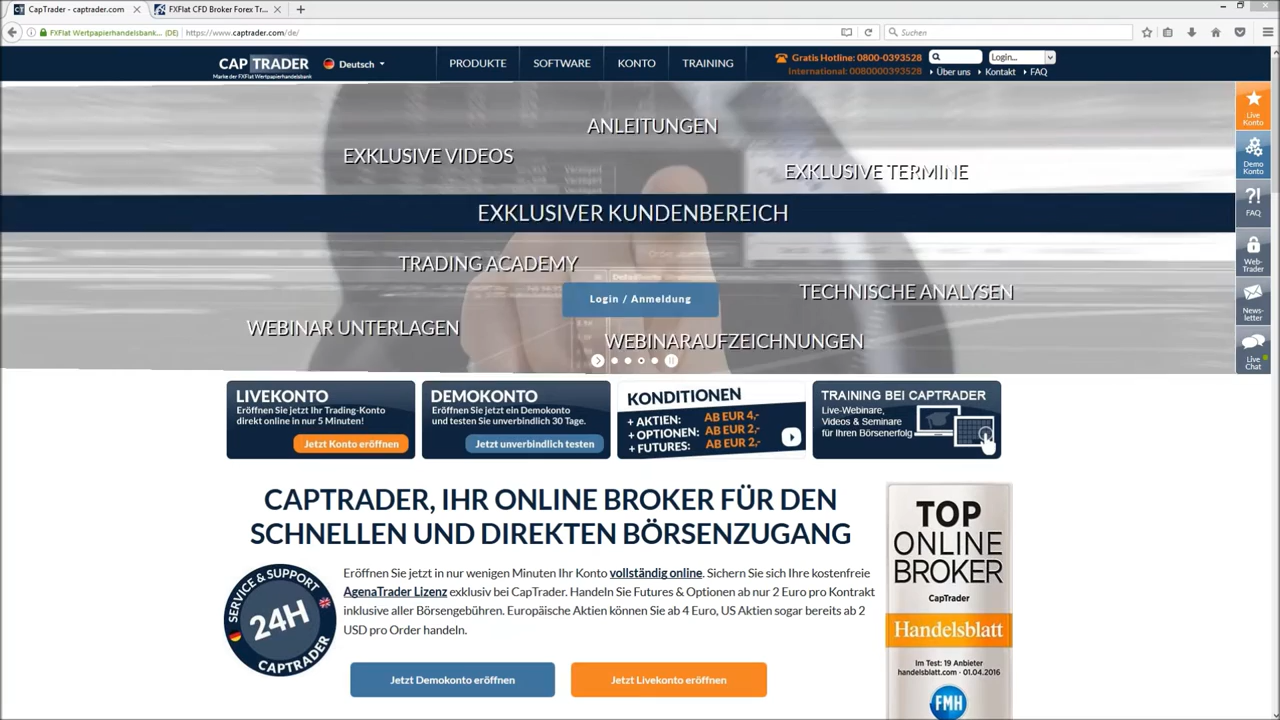 CapTrader - captrader.com
FXFlat CFD Broker Forex Tr...
FXFlat Wertpapierhandelsbank... (DE)
https://www.captrader.com/de/
Suchen
CAP TRADER
Marke der FXFlat Wertpapierhandelsbank
Deutsch
PRODUKTE
SOFTWARE
KONTO
TRAINING
Gratis Hotline: 0800-0393528
International: 0080000393528
Login...
Über uns
Kontakt
FAQ
ANLEITUNGEN
EXKLUSIVE VIDEOS
EXKLUSIVE TERMINE
EXKLUSIVER KUNDENBEREICH
TRADING ACADEMY
Login / Anmeldung
TECHNISCHE ANALYSEN
WEBINAR UNTERLAGEN
WEBINARAUFZEICHNUNGEN
Live
Konto
Demo
Konto
?!
FAQ
Web-
Trader
News-
letter
Live
Chat
LIVEKONTO
Eröffnen Sie jetzt Ihr Trading-Konto
direkt online in nur 5 Minuten!
Jetzt Konto eröffnen
DEMOKONTO
Eröffnen Sie jetzt ein Demokonto
und testen Sie unverbindlich 30 Tage.
Jetzt unverbindlich testen
KONDITIONEN
+ AKTIEN: AB EUR 4,-
+ OPTIONEN: AB EUR 2,-
+ FUTURES: AB EUR 2,-
TRAINING BEI CAPTRADER
Live-Webinare,
Videos & Seminare
für Ihren Börsenerfolg
CAPTRADER, IHR ONLINE BROKER FÜR DEN
SCHNELLEN UND DIREKTEN BÖRSENZUGANG
SERVICE & SUPPORT
24H
CAPTRADER
Eröffnen Sie jetzt in nur wenigen Minuten Ihr Konto vollständig online. Sichern Sie sich Ihre kostenfreie
AgenaTrader Lizenz exklusiv bei CapTrader. Handeln Sie Futures & Optionen ab nur 2 Euro pro Kontrakt
inklusive aller Börsengebühren. Europäische Aktien können Sie ab 4 Euro, US Aktien sogar bereits ab 2
USD pro Order handeln.
Jetzt Demokonto eröffnen
Jetzt Livekonto eröffnen
TOP
ONLINE
BROKER
CapTrader
Handelsblatt
Im Test: 19 Anbieter
handelsblatt.com - 01.04.2016
FMH